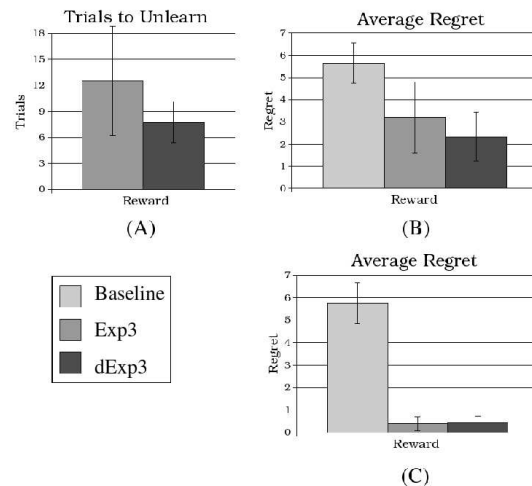 Trials to Unlearn
18
15
12
9
6
3
0
Trials
Reward
(A)
Average Regret
7
6
5
4
3
2
1
0
Regret
Reward
(B)
Baseline
Exp3
dExp3
Average Regret
7
6
5
4
3
2
1
0
Regret
Reward
(C)